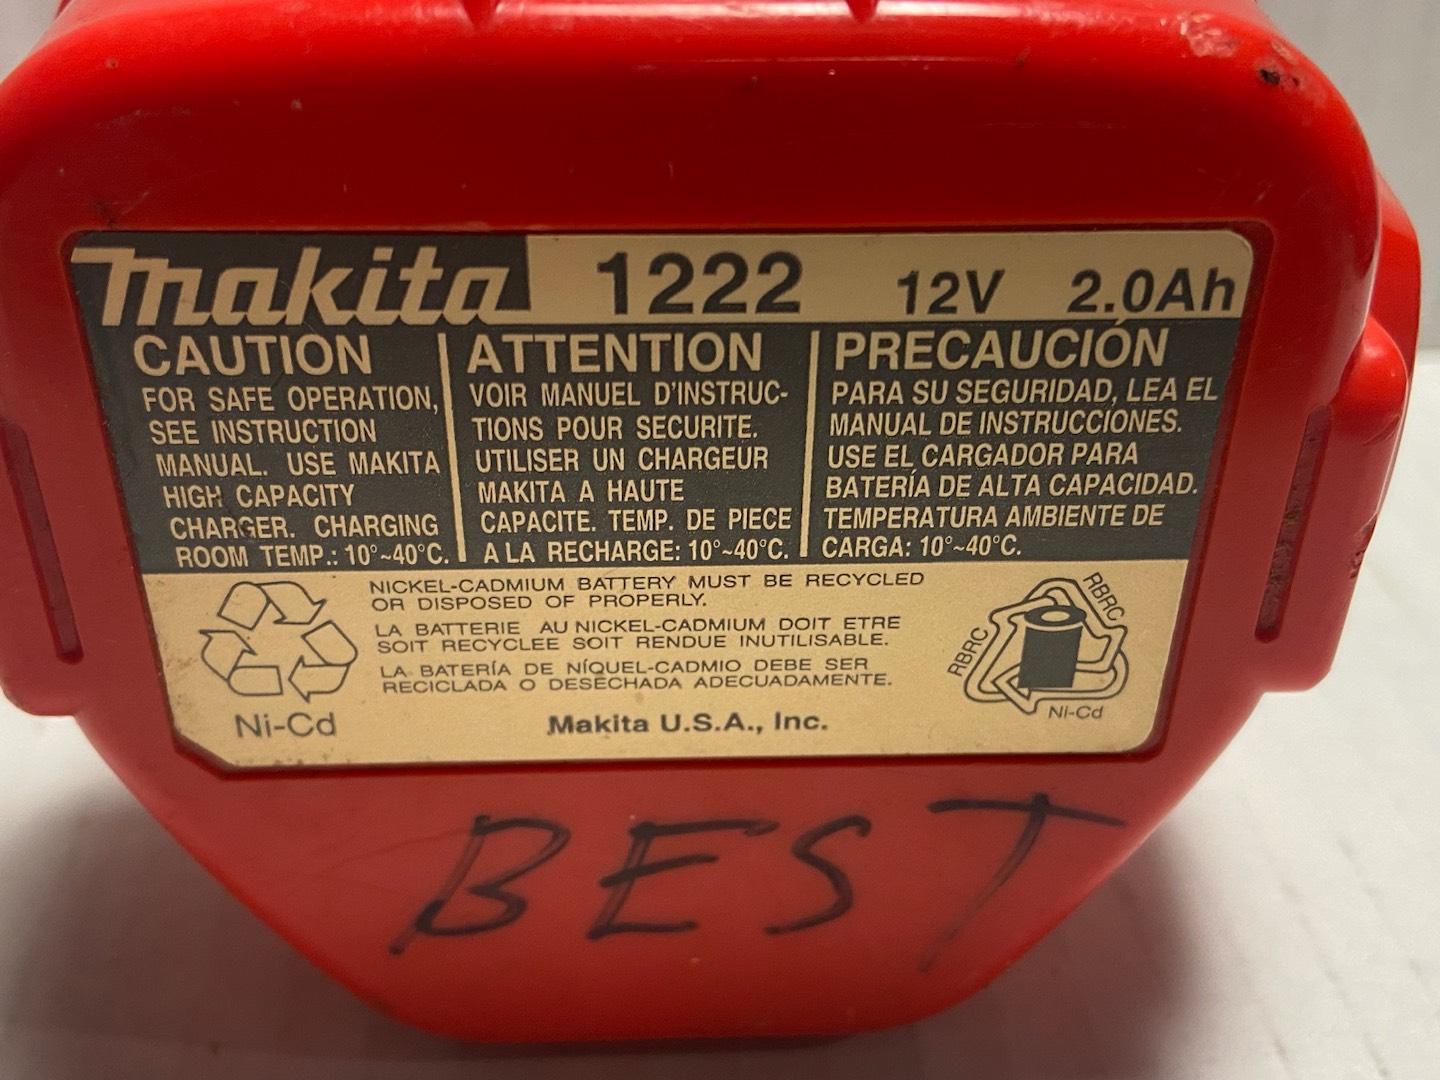 makita 1222 12V 2.0Ah
CAUTION
FOR SAFE OPERATION,
SEE INSTRUCTION
MANUAL. USE MAKITA
HIGH CAPACITY
CHARGER. CHARGING
ROOM TEMP.: 10°~40°C.
ATTENTION
VOIR MANUEL D'INSTRUC-
TIONS POUR SECURITE.
UTILISER UN CHARGEUR
MAKITA A HAUTE
CAPACITE. TEMP. DE PIECE
A LA RECHARGE: 10°~40°C.
PRECAUCIÓN
PARA SU SEGURIDAD, LEA EL
MANUAL DE INSTRUCCIONES.
USE EL CARGADOR PARA
BATERÍA DE ALTA CAPACIDAD.
TEMPERATURA AMBIENTE DE
CARGA: 10°~40°C.
Ni-Cd
NICKEL-CADMIUM BATTERY MUST BE RECYCLED
OR DISPOSED OF PROPERLY.
LA BATTERIE AU NICKEL-CADMIUM DOIT ETRE
SOIT RECYCLEE SOIT RENDUE INUTILISABLE.
LA BATERÍA DE NÍQUEL-CADMIO DEBE SER
RECICLADA O DESECHADA ADECUADAMENTE.
Makita U.S.A., Inc.
RBRC
RBRC
Ni-Cd
BEST